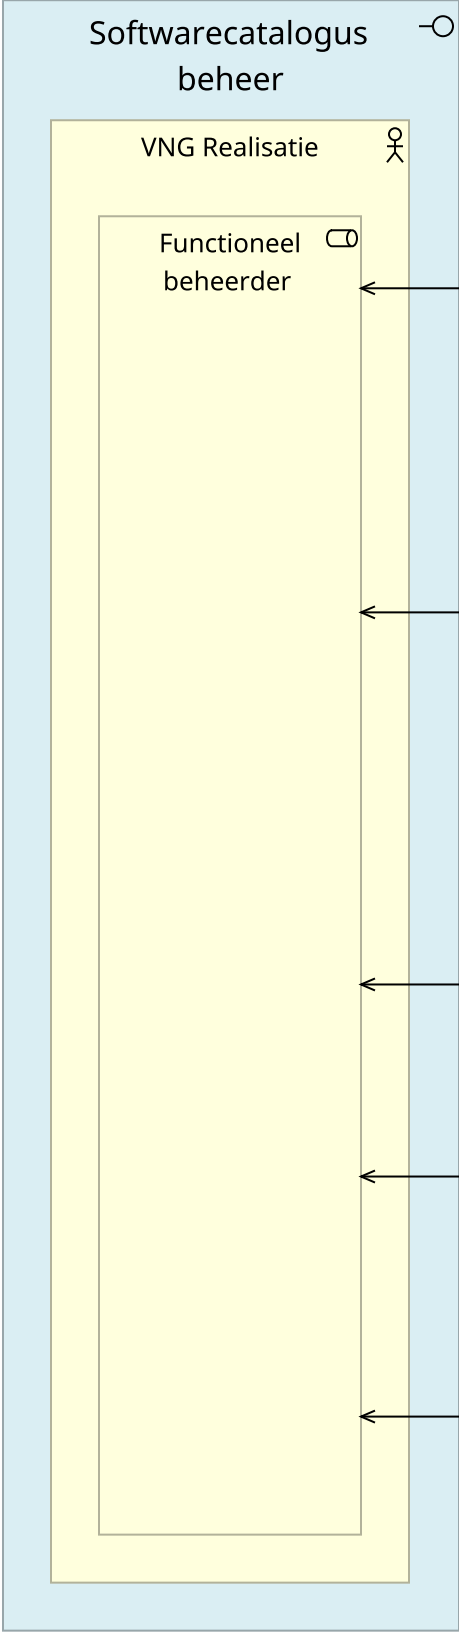 Softwarecatalogus
beheer
VNG Realisatie
Functioneel
beheerder